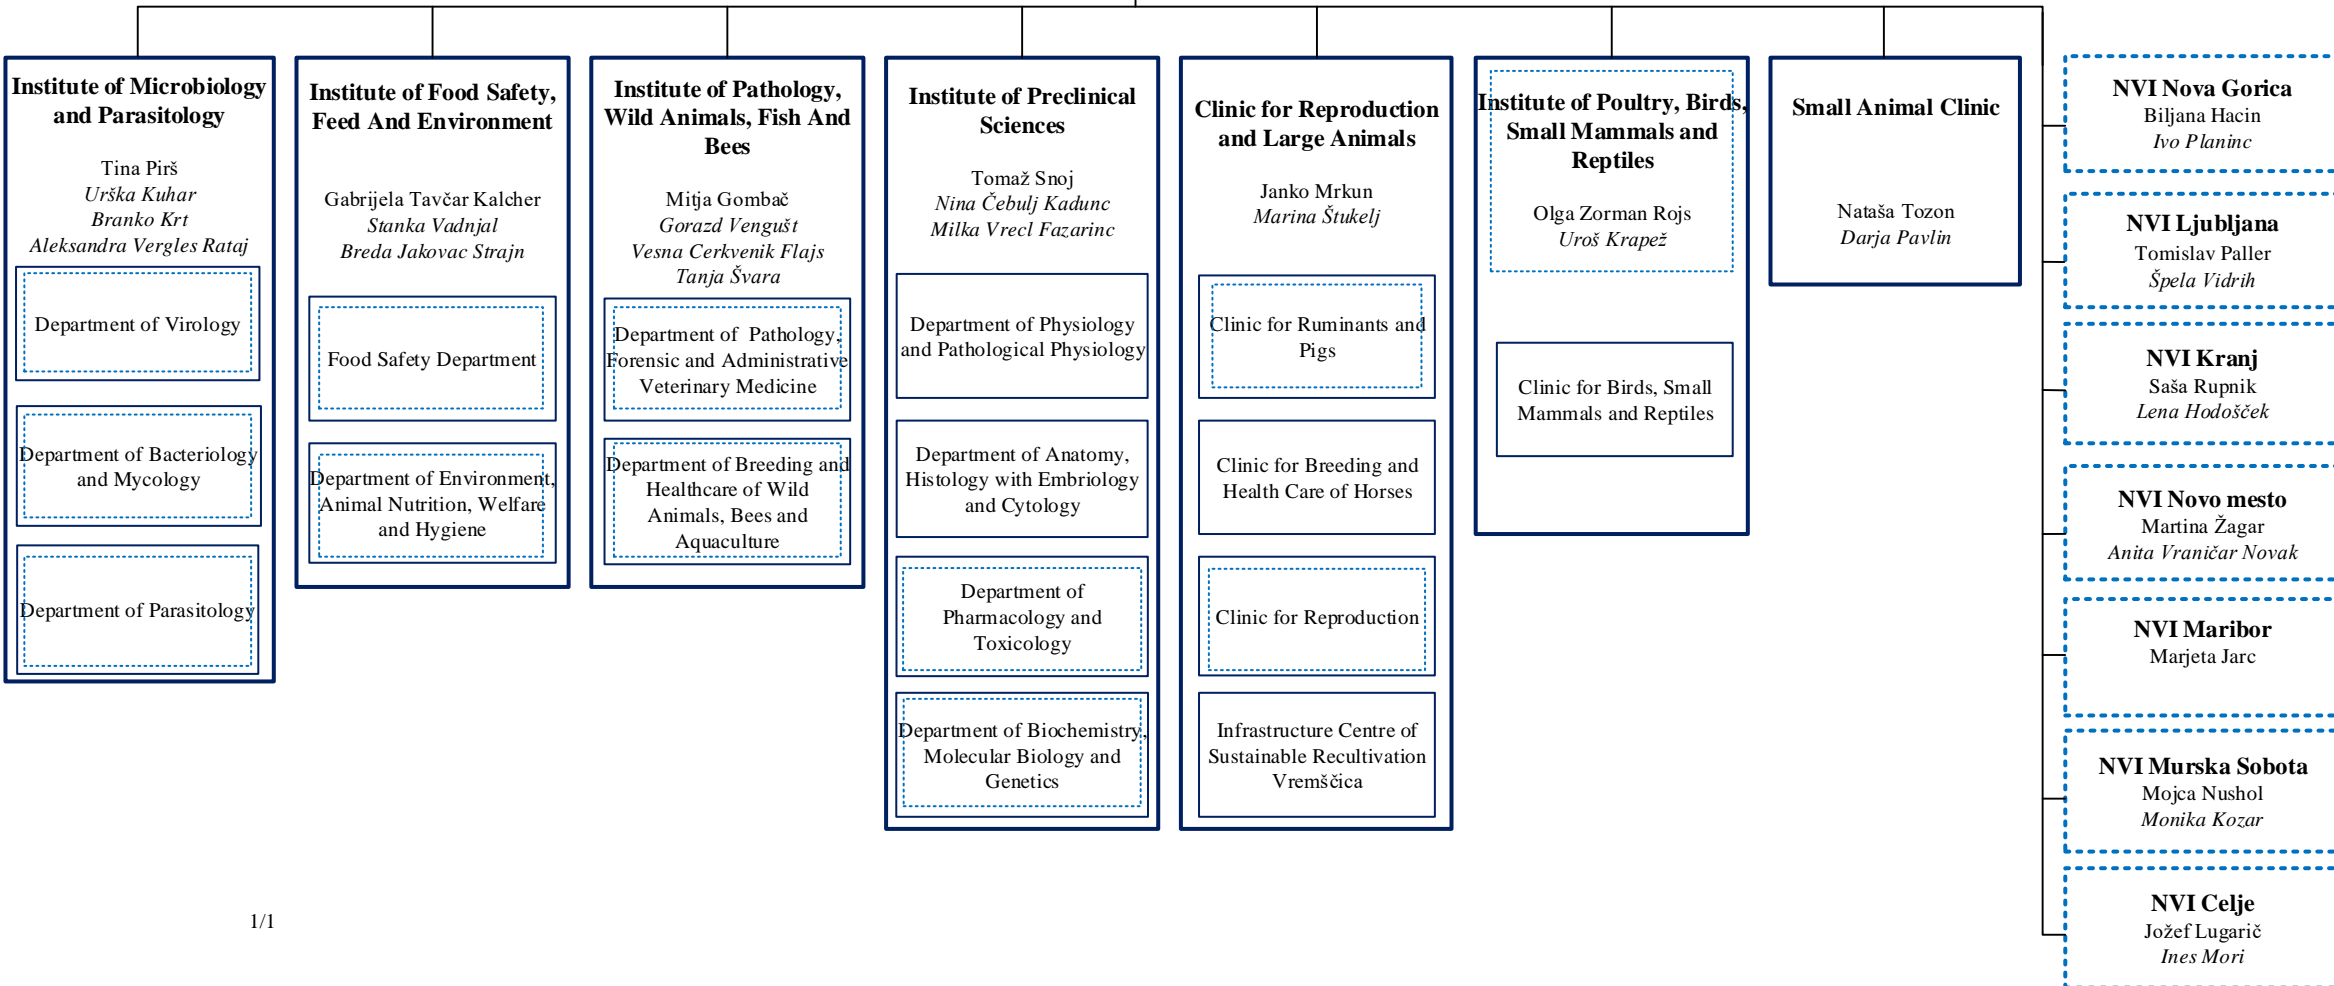 Institute of Microbiology
and Parasitology
Tina Pirš
Urška Kuhar
Branko Krt
Aleksandra Vergles Rataj
Department of Virology
Department of Bacteriology
and Mycology
Department of Parasitology
Institute of Food Safety,
Feed And Environment
Gabrijela Tavčar Kalcher
Stanka Vadnjal
Breda Jakovac Strajn
Food Safety Department
Department of Environment,
Animal Nutrition, Welfare
and Hygiene
Institute of Pathology,
Wild Animals, Fish And
Bees
Mitja Gombač
Gorazd Vengušt
Vesna Cerkvenik Flajs
Tanja Švara
Department of Pathology,
Forensic and Administrative
Veterinary Medicine
Department of Breeding and
Healthcare of Wild
Animals, Bees and
Aquaculture
Institute of Preclinical
Sciences
Tomaž Snoj
Nina Čebulj Kadunc
Milka Vrecl Fazarinc
Department of Physiology
and Pathological Physiology
Department of Anatomy,
Histology with Embriology
and Cytology
Department of
Pharmacology and
Toxicology
Department of Biochemistry,
Molecular Biology and
Genetics
Clinic for Reproduction
and Large Animals
Janko Mrkun
Marina Štukelj
Clinic for Ruminants and
Pigs
Clinic for Breeding and
Health Care of Horses
Clinic for Reproduction
Infrastructure Centre of
Sustainable Recultivation
Vremščica
Institute of Poultry, Birds,
Small Mammals and
Reptiles
Olga Zorman Rojs
Uroš Krapež
Clinic for Birds, Small
Mammals and Reptiles
Small Animal Clinic
Nataša Tozon
Darja Pavlin
NVI Nova Gorica
Biljana Hacin
Ivo Planinc
NVI Ljubljana
Tomislav Paller
Špela Vidrih
NVI Kranj
Saša Rupnik
Lena Hodošček
NVI Novo mesto
Martina Žagar
Anita Vraničar Novak
NVI Maribor
Marjeta Jarc
NVI Murska Sobota
Mojca Nushol
Monika Kozar
NVI Celje
Jožef Lugarič
Ines Mori
1/1